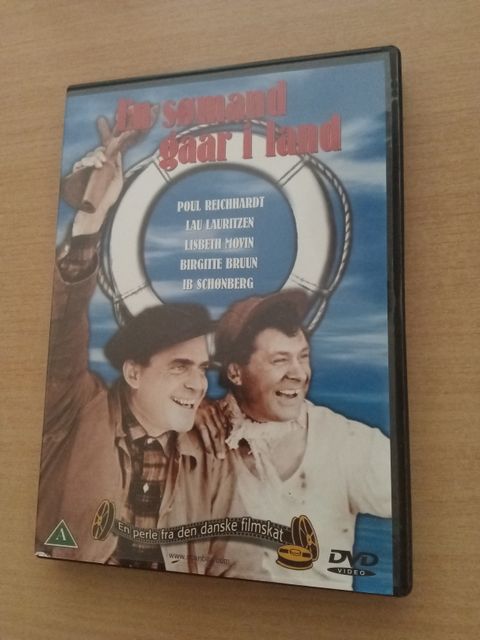 En sømand
gaar i land
POUL REICHHARDT
LAU LAURITZEN
LISBETH MOVIN
BIRGITTE BRUUN
IB SCHØNBERG
En perle fra den danske filmskat
A
DVD
VIDEO